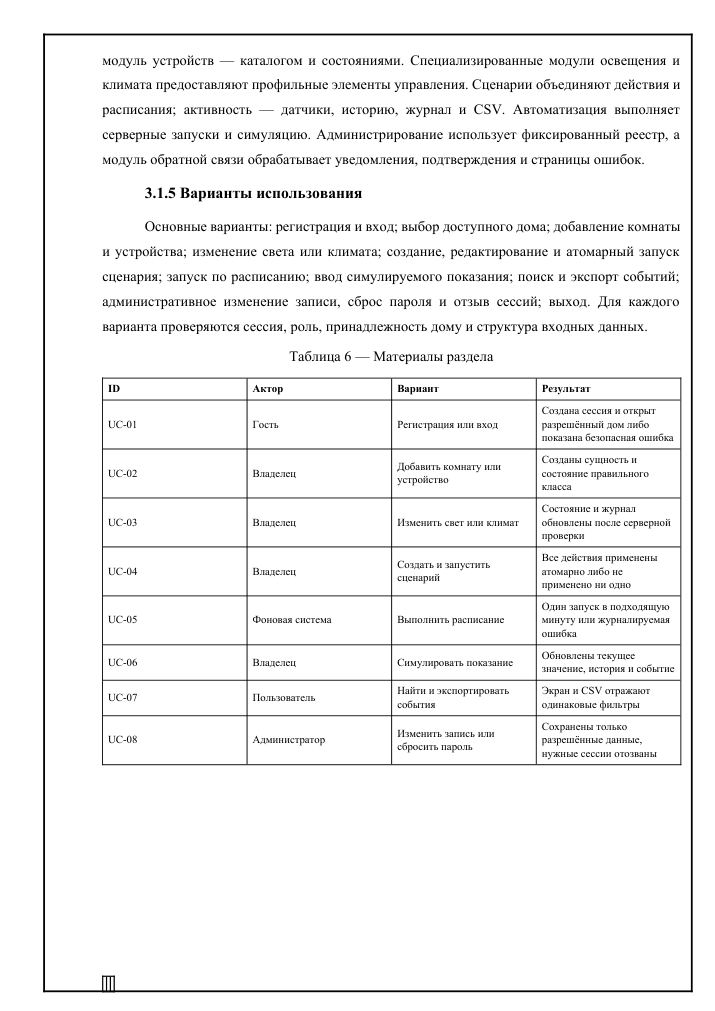 модуль устройств — каталогом и состояниями. Специализированные модули освещения и
климата предоставляют профильные элементы управления. Сценарии объединяют действия и
расписания; активность — датчики, историю, журнал и CSV. Автоматизация выполняет
серверные запуски и симуляцию. Администрирование использует фиксированный реестр, а
модуль обратной связи обрабатывает уведомления, подтверждения и страницы ошибок.
3.1.5 Варианты использования
Основные варианты: регистрация и вход; выбор доступного дома; добавление комнаты
и устройства; изменение света или климата; создание, редактирование и атомарный запуск
сценария; запуск по расписанию; ввод симулируемого показания; поиск и экспорт событий;
административное изменение записи, сброс пароля и отзыв сессий; выход. Для каждого
варианта проверяются сессия, роль, принадлежность дому и структура входных данных.
Таблица 6 — Материалы раздела
ID Актор Вариант Результат
UC-01 Гость Регистрация или вход
Создана сессия и открыт
разрешённый дом либо
показана безопасная ошибка
UC-02 Владелец
Добавить комнату или
устройство
Созданы сущность и
состояние правильного
класса
UC-03 Владелец Изменить свет или климат
Состояние и журнал
обновлены после серверной
проверки
UC-04 Владелец
Создать и запустить
сценарий
Все действия применены
атомарно либо не
применено ни одно
UC-05 Фоновая система Выполнить расписание
Один запуск в подходящую
минуту или журналируемая
ошибка
UC-06 Владелец Симулировать показание
Обновлены текущее
значение, история и событие
UC-07 Пользователь
Найти и экспортировать
события
Экран и CSV отражают
одинаковые фильтры
UC-08 Администратор
Изменить запись или
сбросить пароль
Сохранены только
разрешённые данные,
нужные сессии отозваны